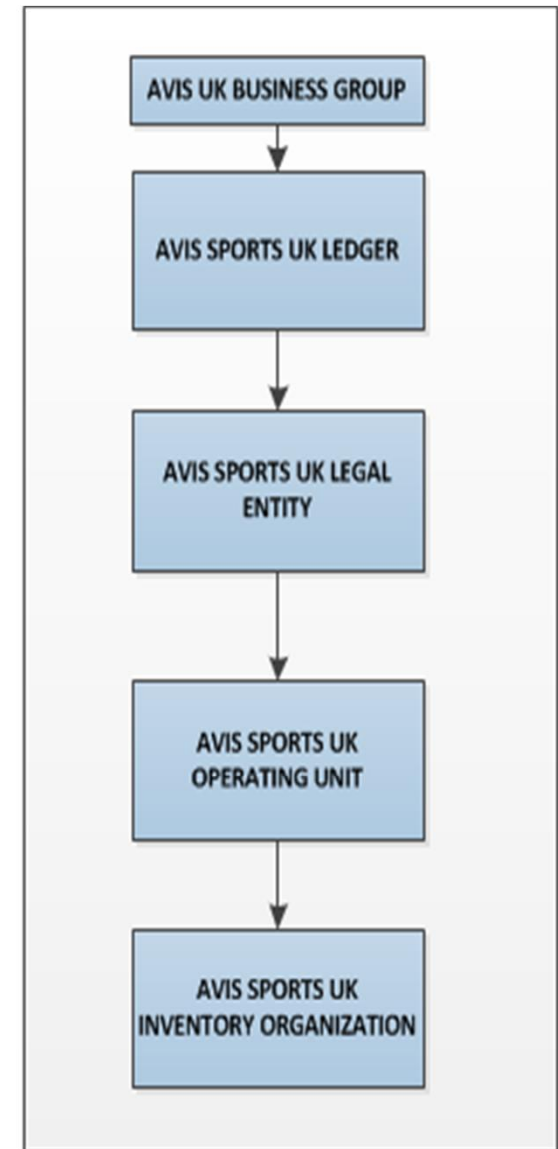 AVIS UK BUSINESS GROUP
AVIS SPORTS UK LEDGER
AVIS SPORTS UK LEGAL
ENTITY
AVIS SPORTS UK
OPERATING UNIT
AVIS SPORTS UK
INVENTORY ORGANIZATION